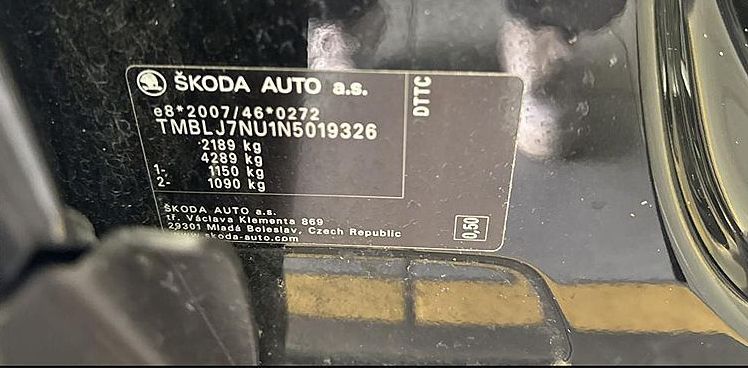 ŠKODA AUTO a.s.
e8*2007/46*0272
TMBLJ7NU1N5019326
2189 kg
4289 kg
1- 1150 kg
2- 1090 kg
DTTC
ŠKODA AUTO a.s.
tř. Václava Klementa 869
29301 Mladá Boleslav, Czech Republic
www.skoda-auto.com
0,50